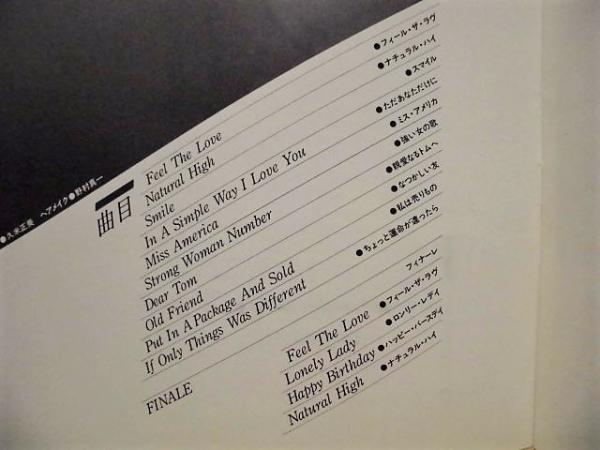 ●久米正美 ヘアメイク●野村真一
曲目
Feel The Love ●フィール・ザ・ラヴ
Natural High ●ナチュラル・ハイ
Smile ●スマイル
In A Simple Way I Love You ●ただあなただけに
Miss America ●ミス・アメリカ
Strong Woman Number ●強い女の歌
Dear Tom ●親愛なるトムへ
Old Friend ●なつかしい友
Put In A Package And Sold ●私は売りもの
If Only Things Was Different ●ちょっと運命が違ったら
FINALE フィナーレ
Feel The Love ●フィール・ザ・ラヴ
Lonely Lady ●ロンリー・レディ
Happy Birthday ●ハッピー・バースデイ
Natural High ●ナチュラル・ハイ